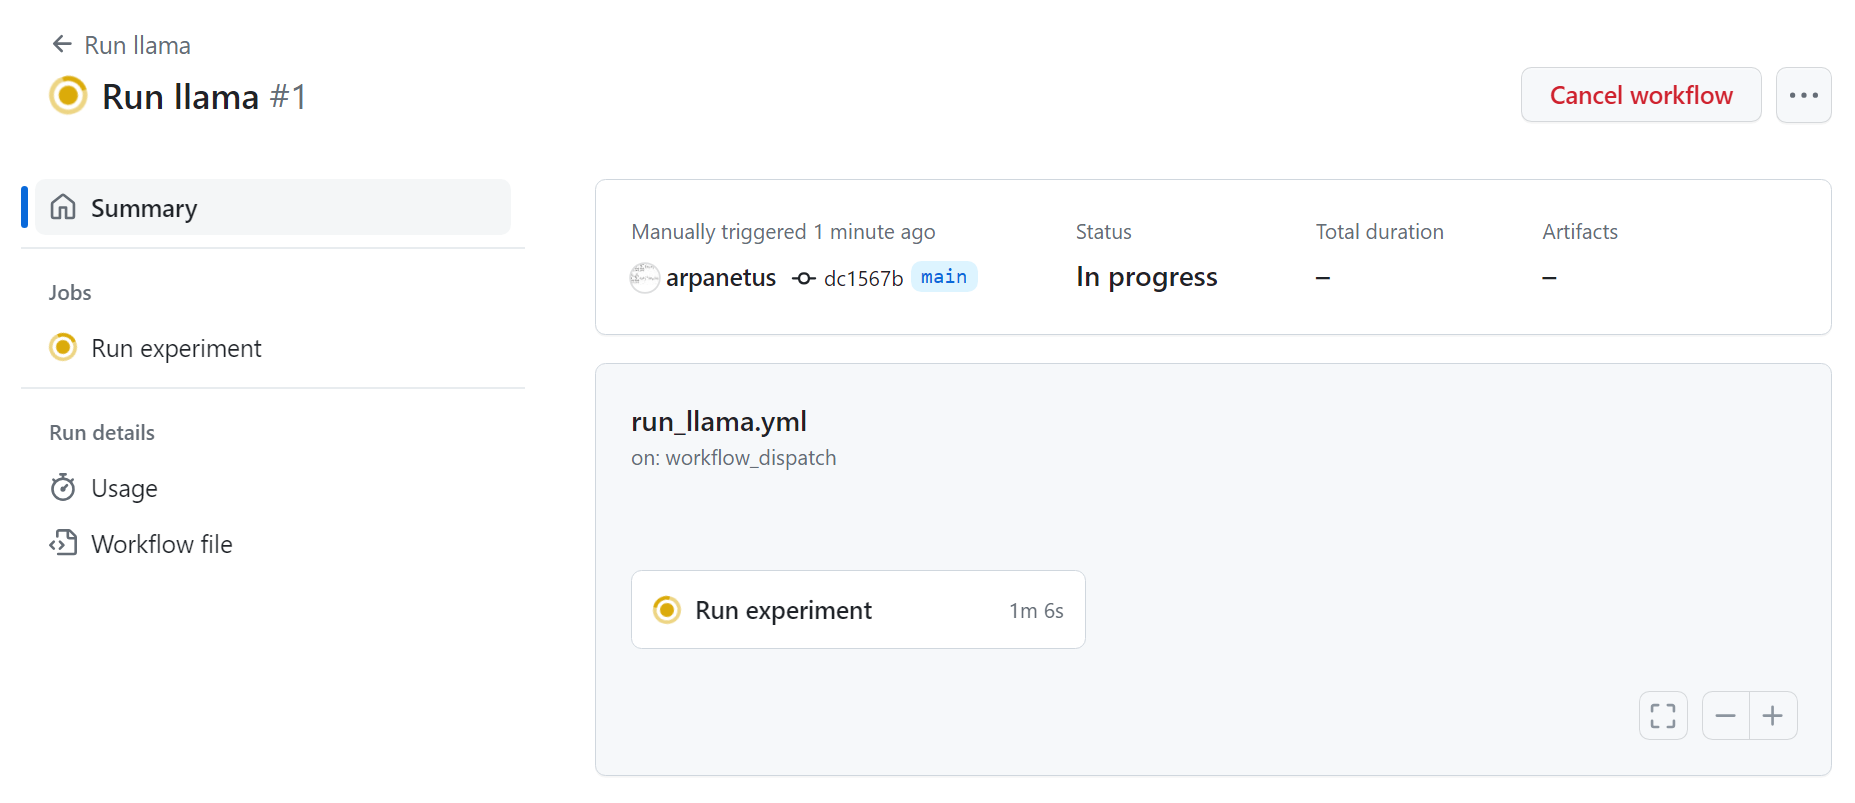 Run llama
Run llama #1
Cancel workflow
Summary
Jobs
Run experiment
Run details
Usage
Workflow file
Manually triggered 1 minute ago
arpanetus dc1567b main
Status
In progress
Total duration
–
Artifacts
–
run_llama.yml
on: workflow_dispatch
Run experiment 1m 6s